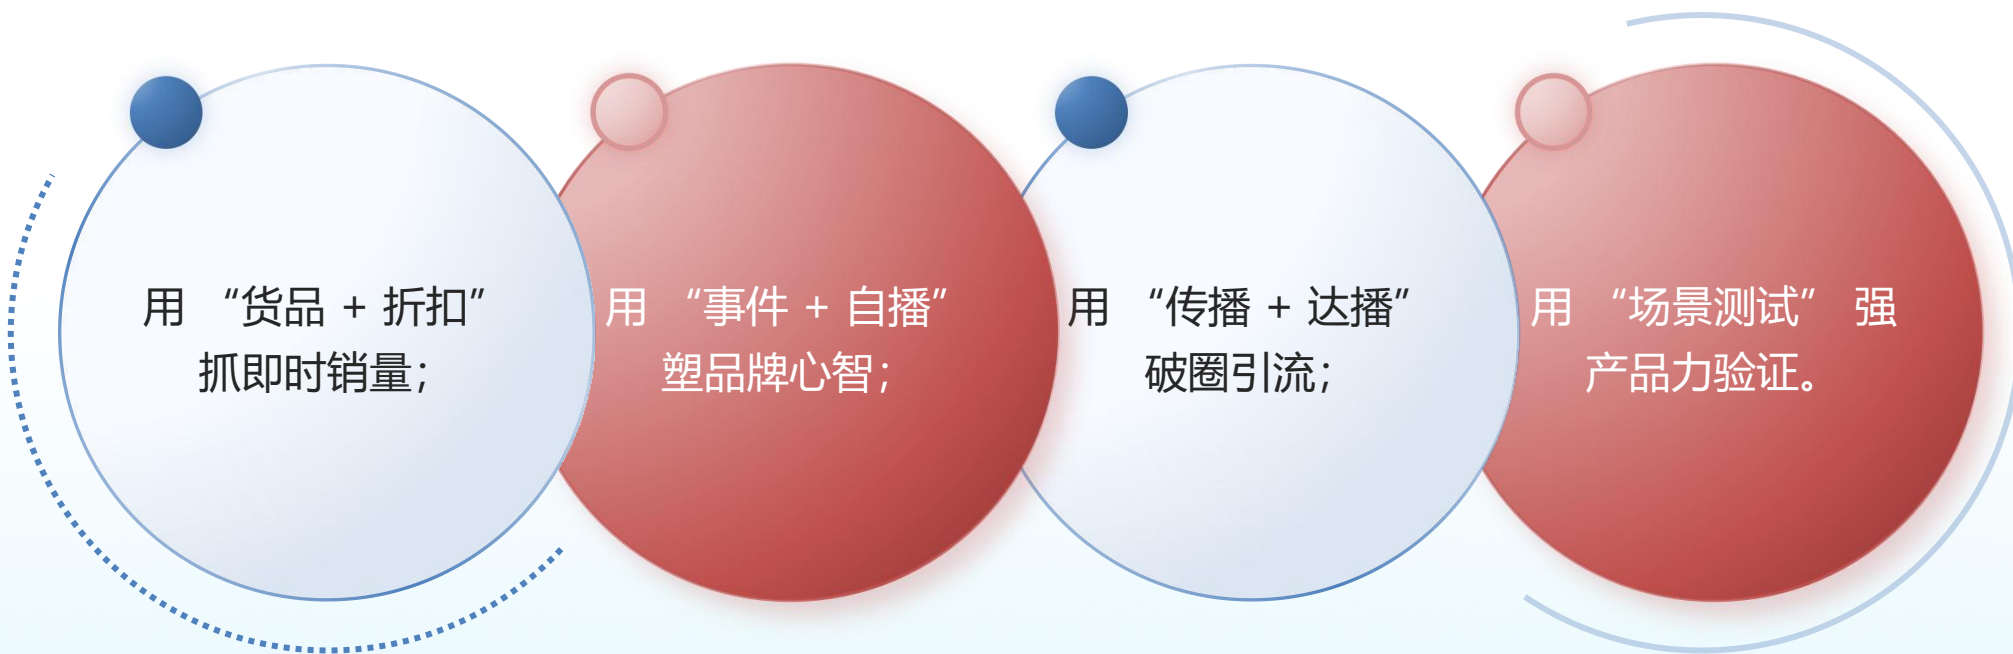 用 “货品 + 折扣”
抓即时销量；
用 “事件 + 自播”
塑品牌心智；
用 “传播 + 达播”
破圈引流；
用 “场景测试” 强
产品力验证。